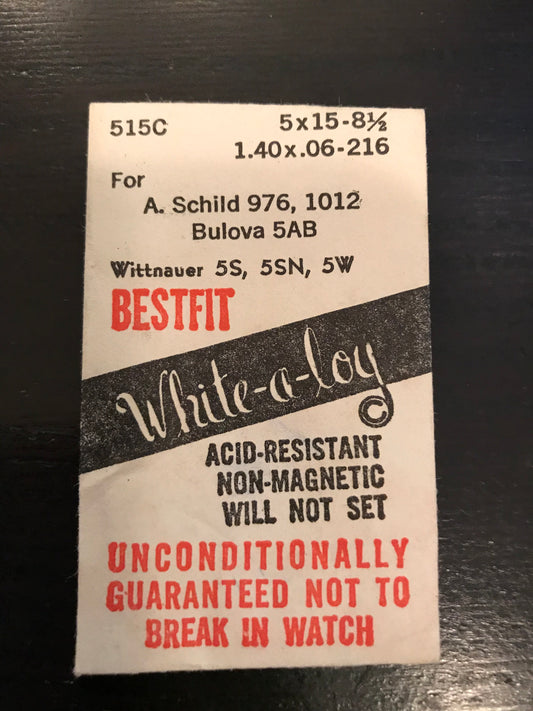 515C 5x15-8½
1.40x.06-216
For
A. Schild 976, 1012
Bulova 5AB
Wittnauer 5S, 5SN, 5W
BESTFIT
White-a-loy
©
ACID-RESISTANT
NON-MAGNETIC
WILL NOT SET
UNCONDITIONALLY
GUARANTEED NOT TO
BREAK IN WATCH